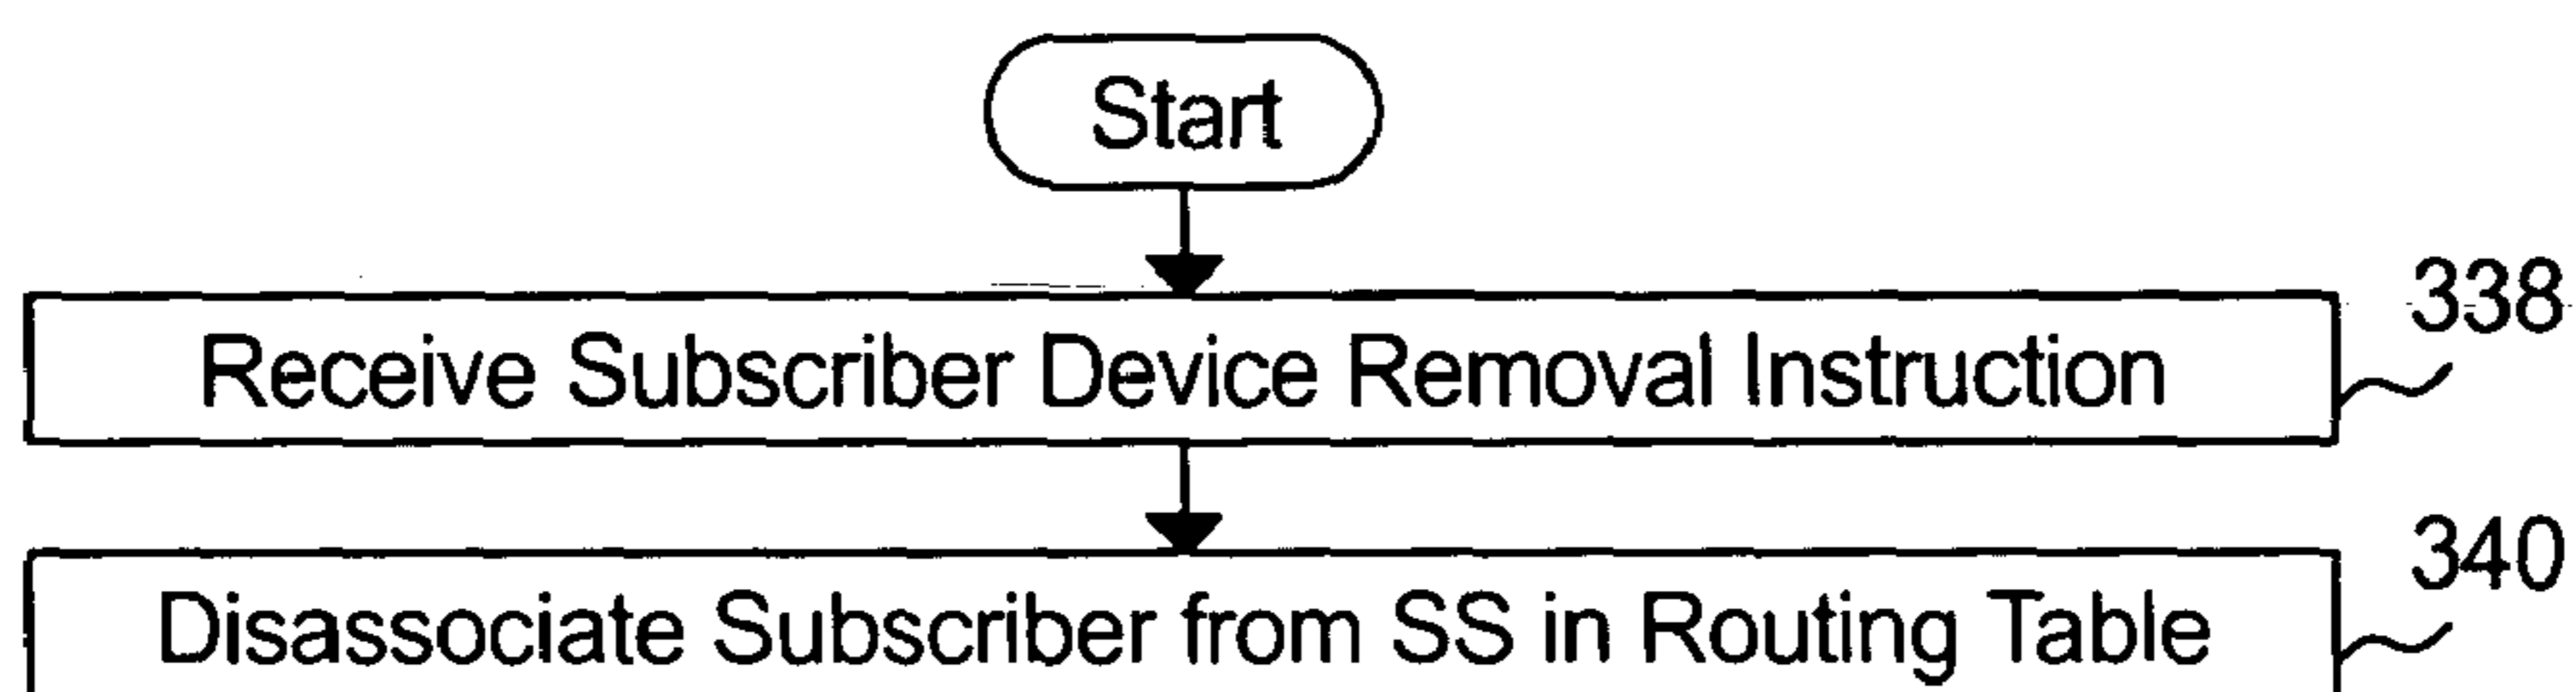 Start
338
Receive Subscriber Device Removal Instruction
340
Disassociate Subscriber from SS in Routing Table